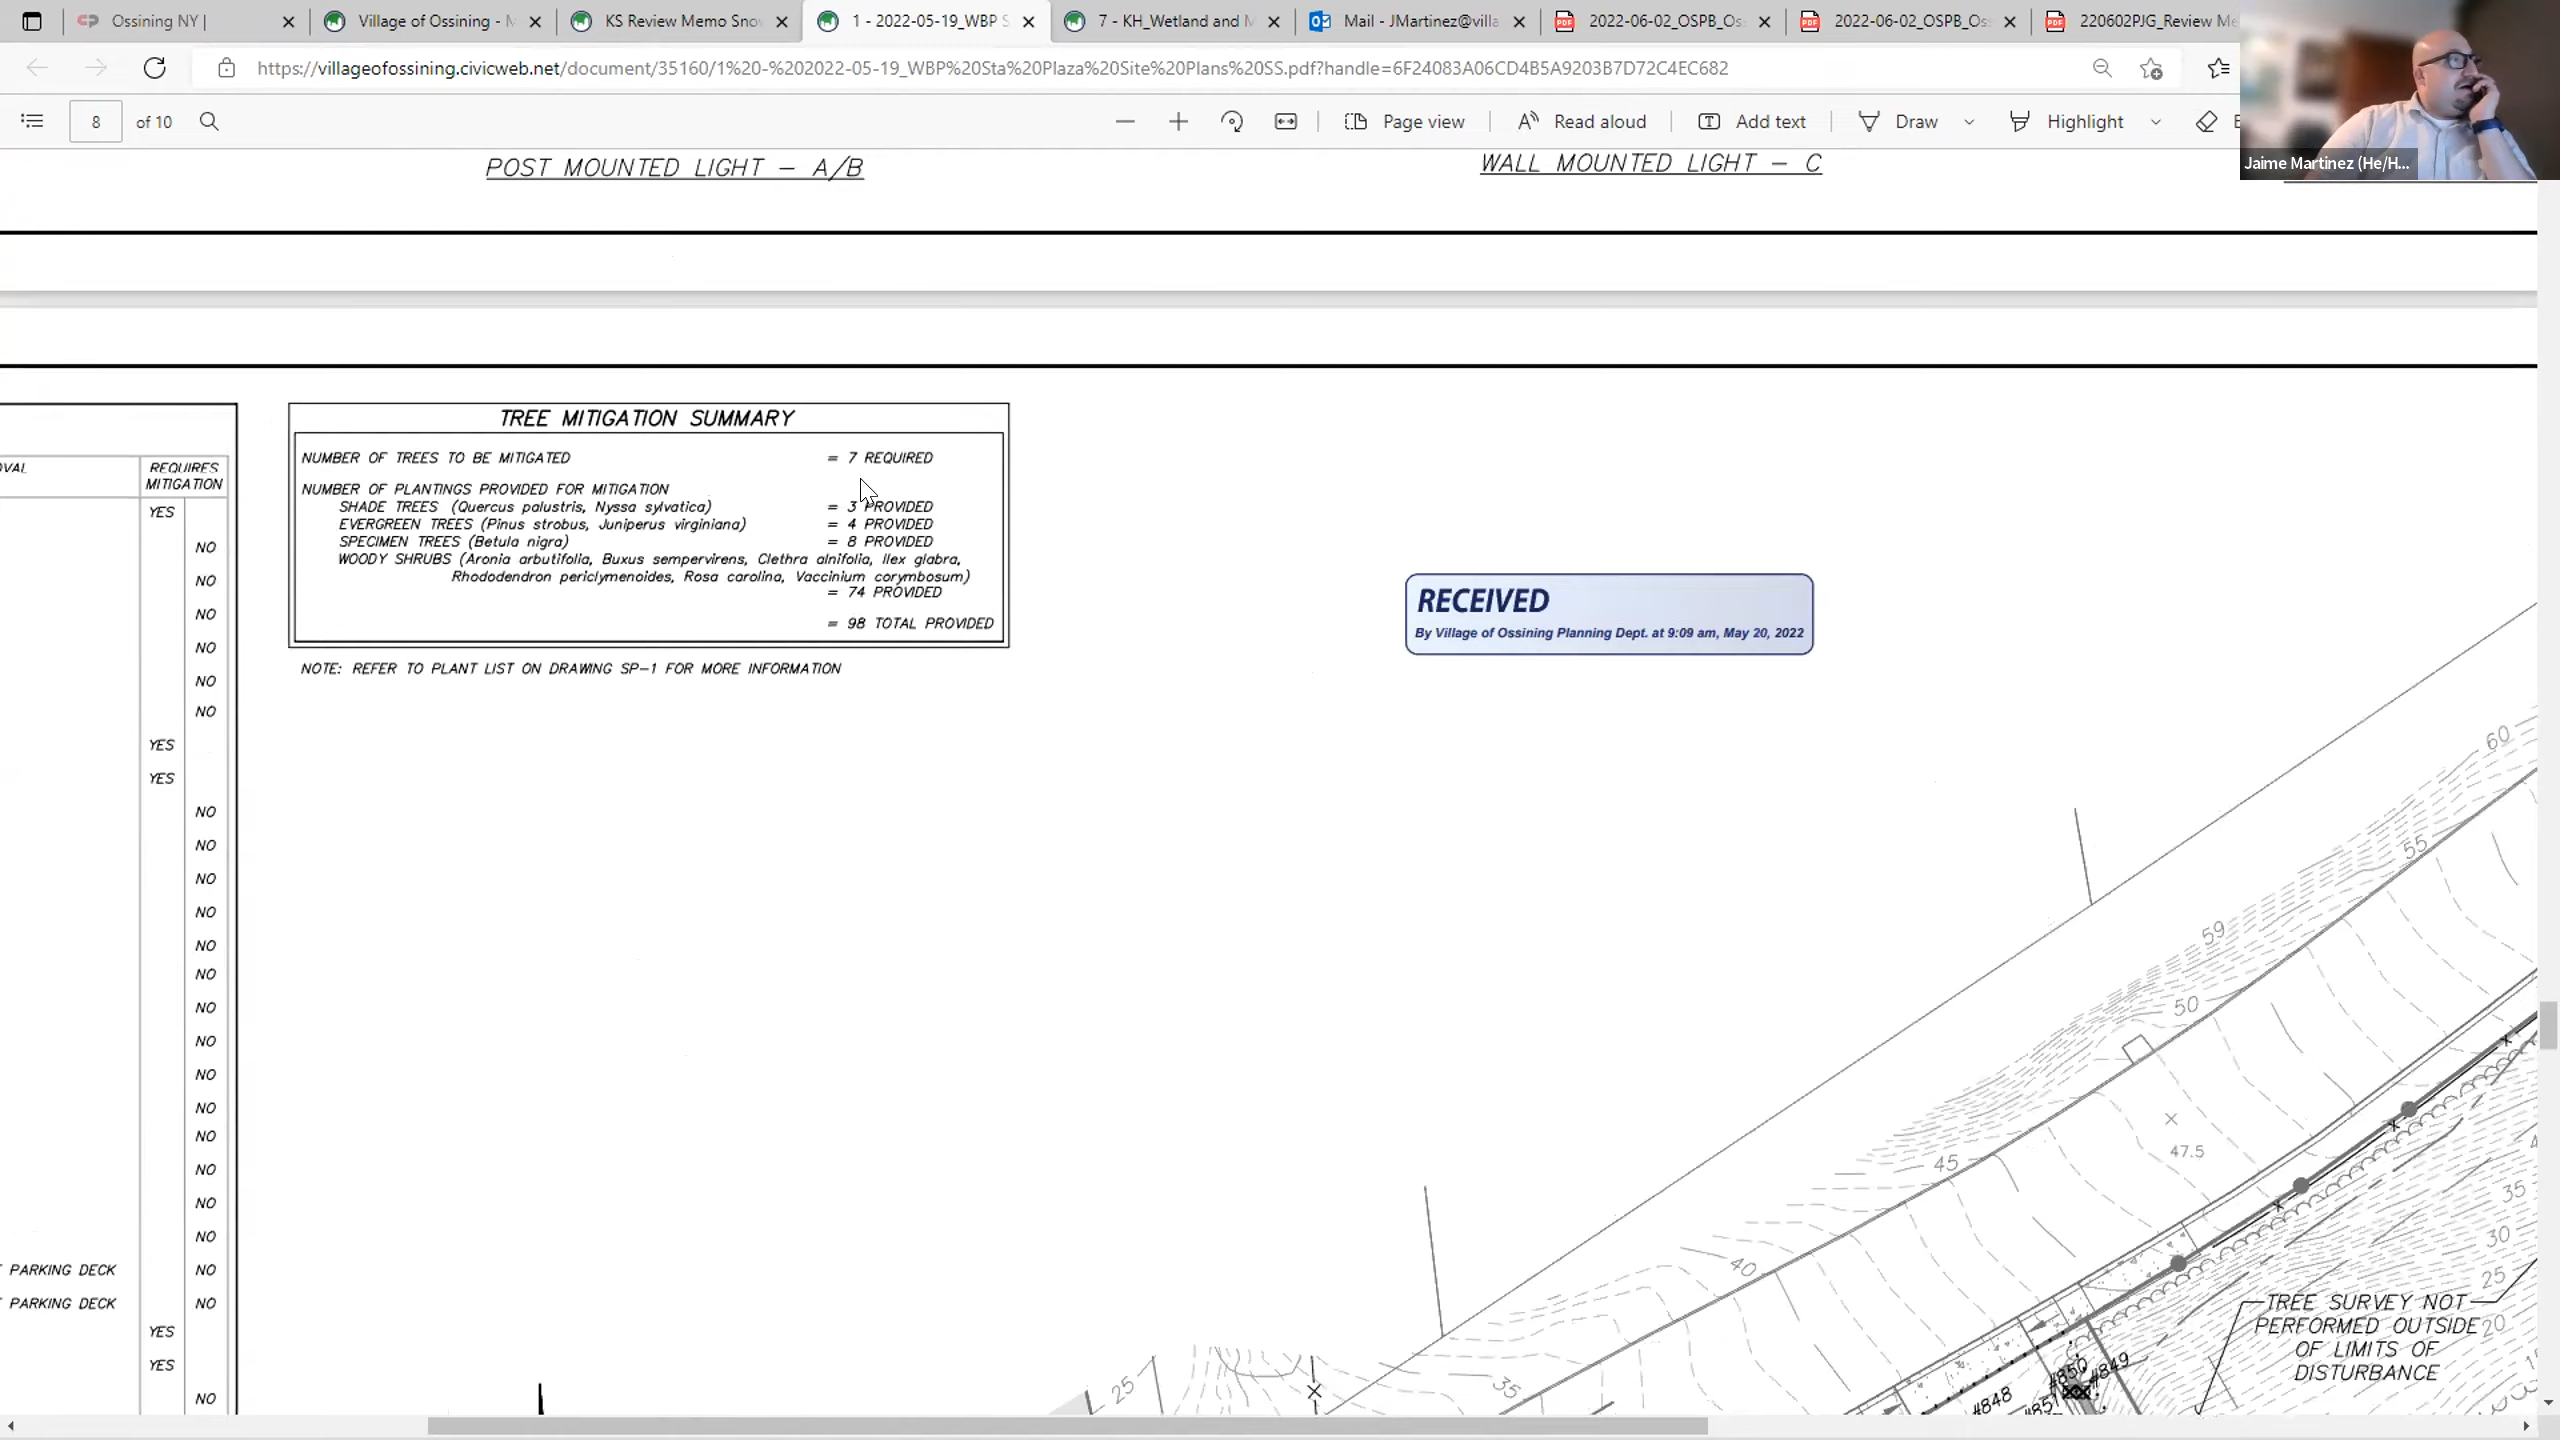 Ossining NY |
Village of Ossining - M
KS Review Memo Sno
1 - 2022-05-19_WBP S
7 - KH_Wetland and M
Mail - JMartinez@villa
2022-06-02_OSPB_Os
2022-06-02_OSPB_Os
220602PJG_Review Me
https://villageofossining.civicweb.net/document/35160/1%20-%202022-05-19_WBP%20Sta%20Plaza%20Site%20Plans%20SS.pdf?handle=6F24083A06CD4B5A9203B7D72C4EC682
8 of 10
Page view
Read aloud
Add text
Draw
Highlight
Jaime Martinez (He/H...
POST MOUNTED LIGHT – A/B
WALL MOUNTED LIGHT – C
OVAL
REQUIRES
MITIGATION
YES
NO
NO
NO
NO
NO
NO
YES
YES
NO
NO
NO
NO
NO
NO
NO
NO
NO
NO
NO
NO
NO
NO
PARKING DECK NO
PARKING DECK NO
YES
YES
NO
TREE MITIGATION SUMMARY
NUMBER OF TREES TO BE MITIGATED = 7 REQUIRED
NUMBER OF PLANTINGS PROVIDED FOR MITIGATION
SHADE TREES (Quercus palustris, Nyssa sylvatica) = 3 PROVIDED
EVERGREEN TREES (Pinus strobus, Juniperus virginiana) = 4 PROVIDED
SPECIMEN TREES (Betula nigra) = 8 PROVIDED
WOODY SHRUBS (Aronia arbutifolia, Buxus sempervirens, Clethra alnifolia, Ilex glabra,
Rhododendron periclymenoides, Rosa carolina, Vaccinium corymbosum)
= 74 PROVIDED
= 98 TOTAL PROVIDED
NOTE: REFER TO PLANT LIST ON DRAWING SP-1 FOR MORE INFORMATION
RECEIVED
By Village of Ossining Planning Dept. at 9:09 am, May 20, 2022
60
55
59
50
47.5
45
40
35
25
35
30
25
20
TREE SURVEY NOT
PERFORMED OUTSIDE
OF LIMITS OF
DISTURBANCE
#850
#849
#848
#851